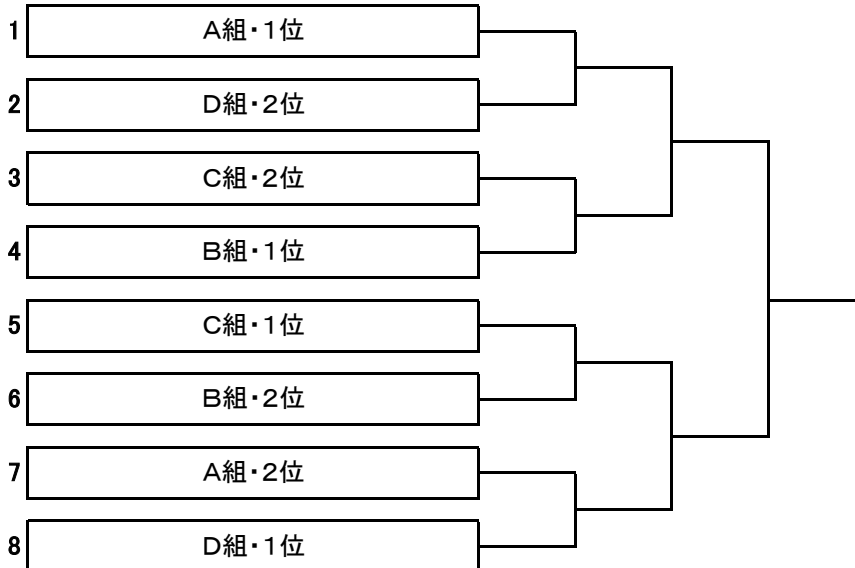 1 A組・1位
2 D組・2位
3 C組・2位
4 B組・1位
5 C組・1位
6 B組・2位
7 A組・2位
8 D組・1位